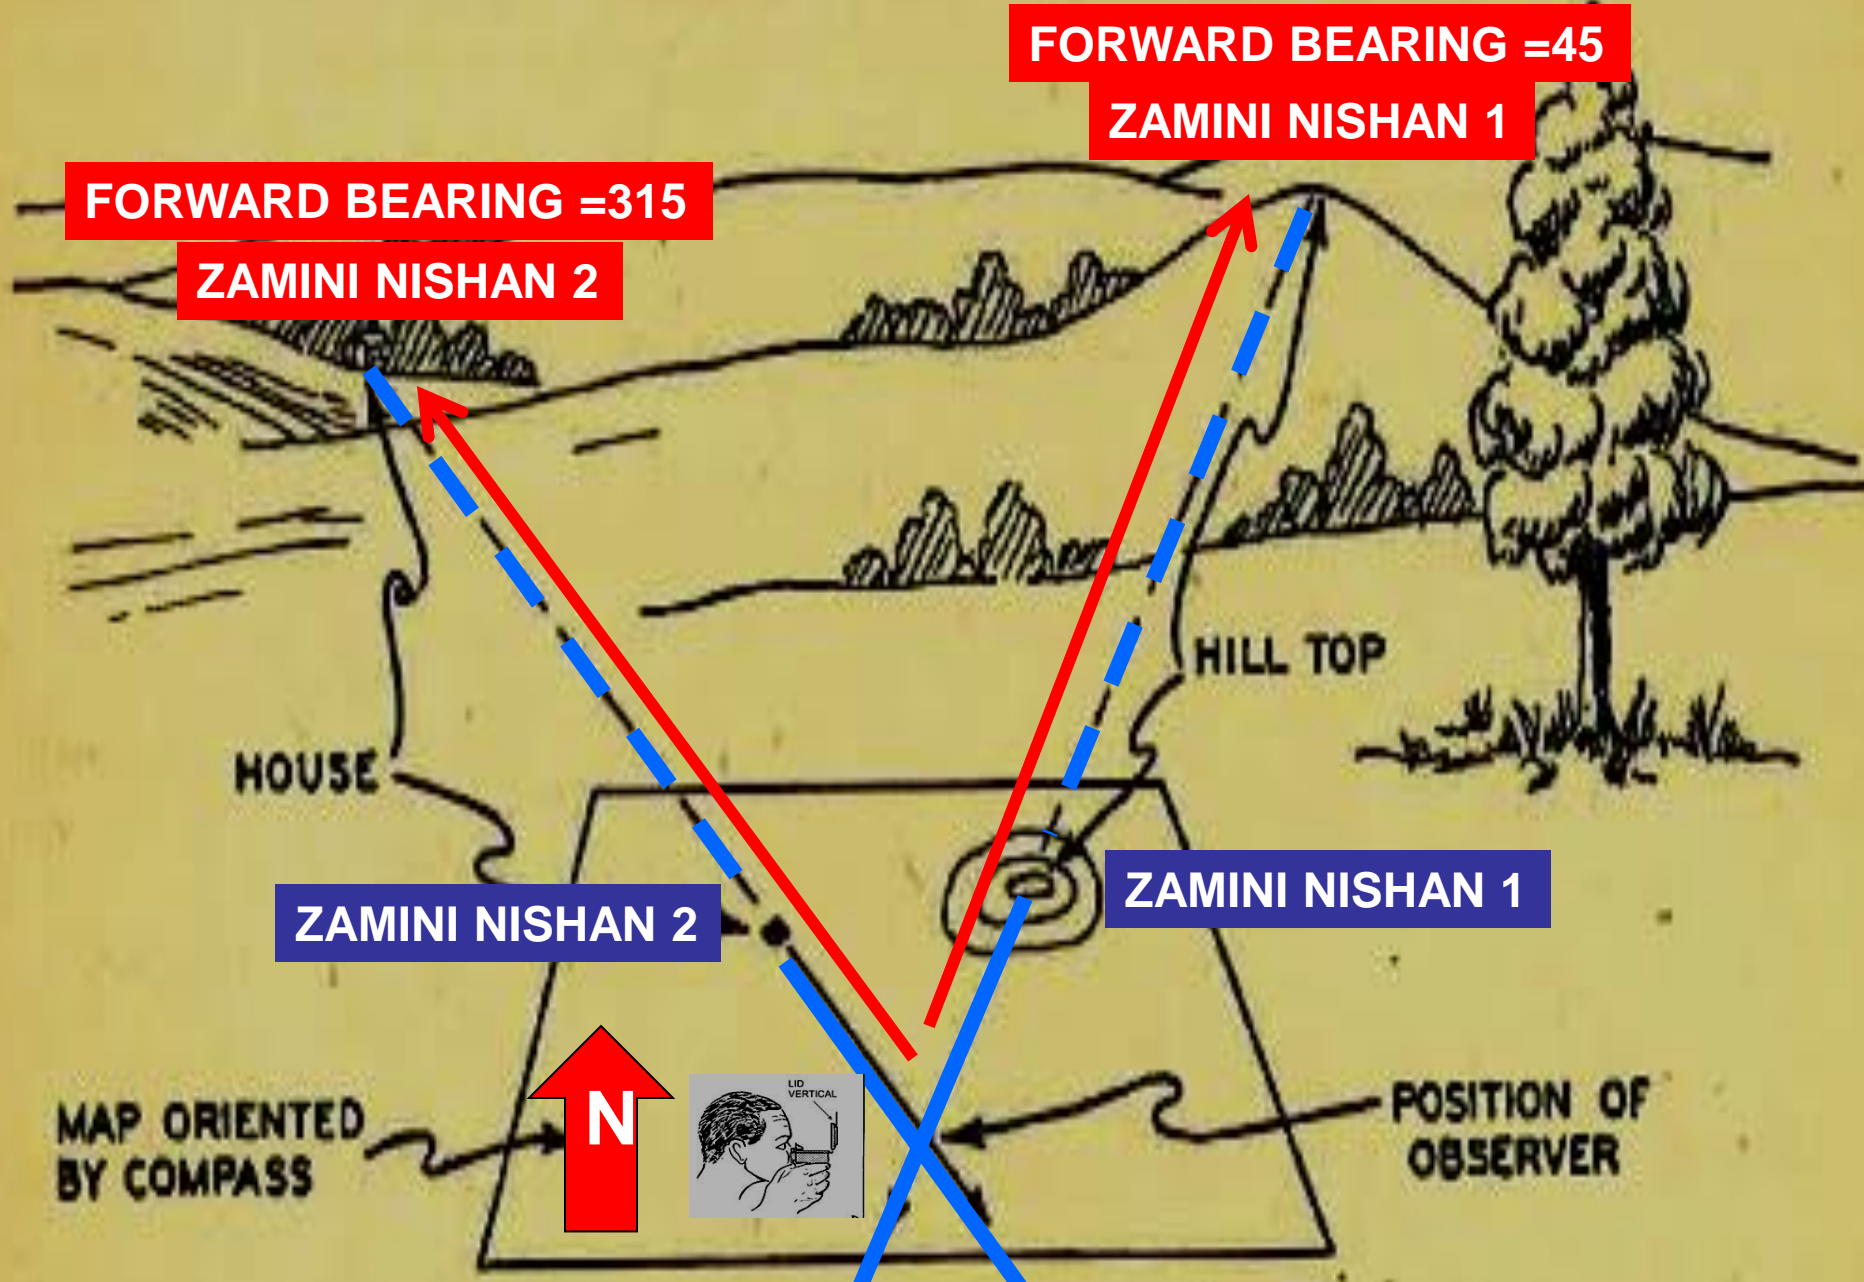 FORWARD BEARING =45
ZAMINI NISHAN 1
FORWARD BEARING =315
ZAMINI NISHAN 2
HILL TOP
HOUSE
ZAMINI NISHAN 1
ZAMINI NISHAN 2
N
LID
VERTICAL
MAP ORIENTED
BY COMPASS
POSITION OF
OBSERVER